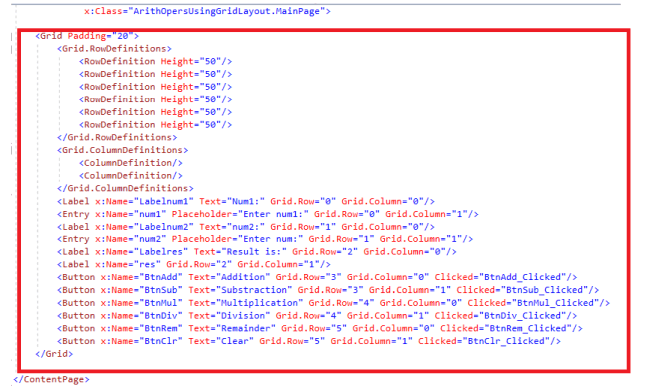 x:Class="ArithOpersUsingGridLayout.MainPage">
<Grid Padding="20">
<Grid.RowDefinitions>
<RowDefinition Height="50"/>
<RowDefinition Height="50"/>
<RowDefinition Height="50"/>
<RowDefinition Height="50"/>
<RowDefinition Height="50"/>
<RowDefinition Height="50"/>
</Grid.RowDefinitions>
<Grid.ColumnDefinitions>
<ColumnDefinition/>
<ColumnDefinition/>
</Grid.ColumnDefinitions>
<Label x:Name="Labelnum1" Text="Num1:" Grid.Row="0" Grid.Column="0"/>
<Entry x:Name="num1" Placeholder="Enter num1:" Grid.Row="0" Grid.Column="1"/>
<Label x:Name="Labelnum2" Text="num2:" Grid.Row="1" Grid.Column="0"/>
<Entry x:Name="num2" Placeholder="Enter num:" Grid.Row="1" Grid.Column="1"/>
<Label x:Name="Labelres" Text="Result is:" Grid.Row="2" Grid.Column="0"/>
<Label x:Name="res" Grid.Row="2" Grid.Column="1"/>
<Button x:Name="BtnAdd" Text="Addition" Grid.Row="3" Grid.Column="0" Clicked="BtnAdd_Clicked"/>
<Button x:Name="BtnSub" Text="Substraction" Grid.Row="3" Grid.Column="1" Clicked="BtnSub_Clicked"/>
<Button x:Name="BtnMul" Text="Multiplication" Grid.Row="4" Grid.Column="0" Clicked="BtnMul_Clicked"/>
<Button x:Name="BtnDiv" Text="Division" Grid.Row="4" Grid.Column="1" Clicked="BtnDiv_Clicked"/>
<Button x:Name="BtnRem" Text="Remainder" Grid.Row="5" Grid.Column="0" Clicked="BtnRem_Clicked"/>
<Button x:Name="BtnClr" Text="Clear" Grid.Row="5" Grid.Column="1" Clicked="BtnClr_Clicked"/>
</Grid>
</ContentPage>